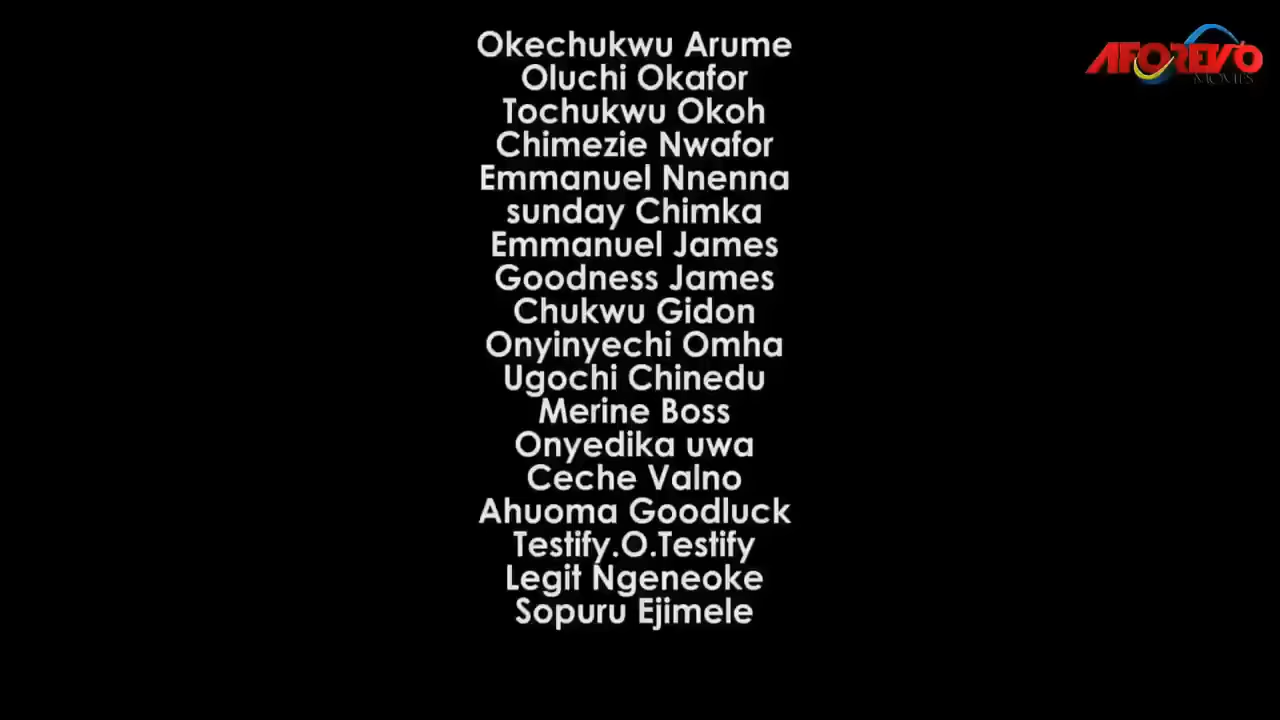 Okechukwu Arume
Oluchi Okafor
Tochukwu Okoh
Chimezie Nwafor
Emmanuel Nnenna
sunday Chimka
Emmanuel James
Goodness James
Chukwu Gidon
Onyinyechi Omha
Ugochi Chinedu
Merine Boss
Onyedika uwa
Ceche Valno
Ahuoma Goodluck
Testify.O.Testify
Legit Ngeneoke
Sopuru Ejimele
AFOREVO
MOVIES